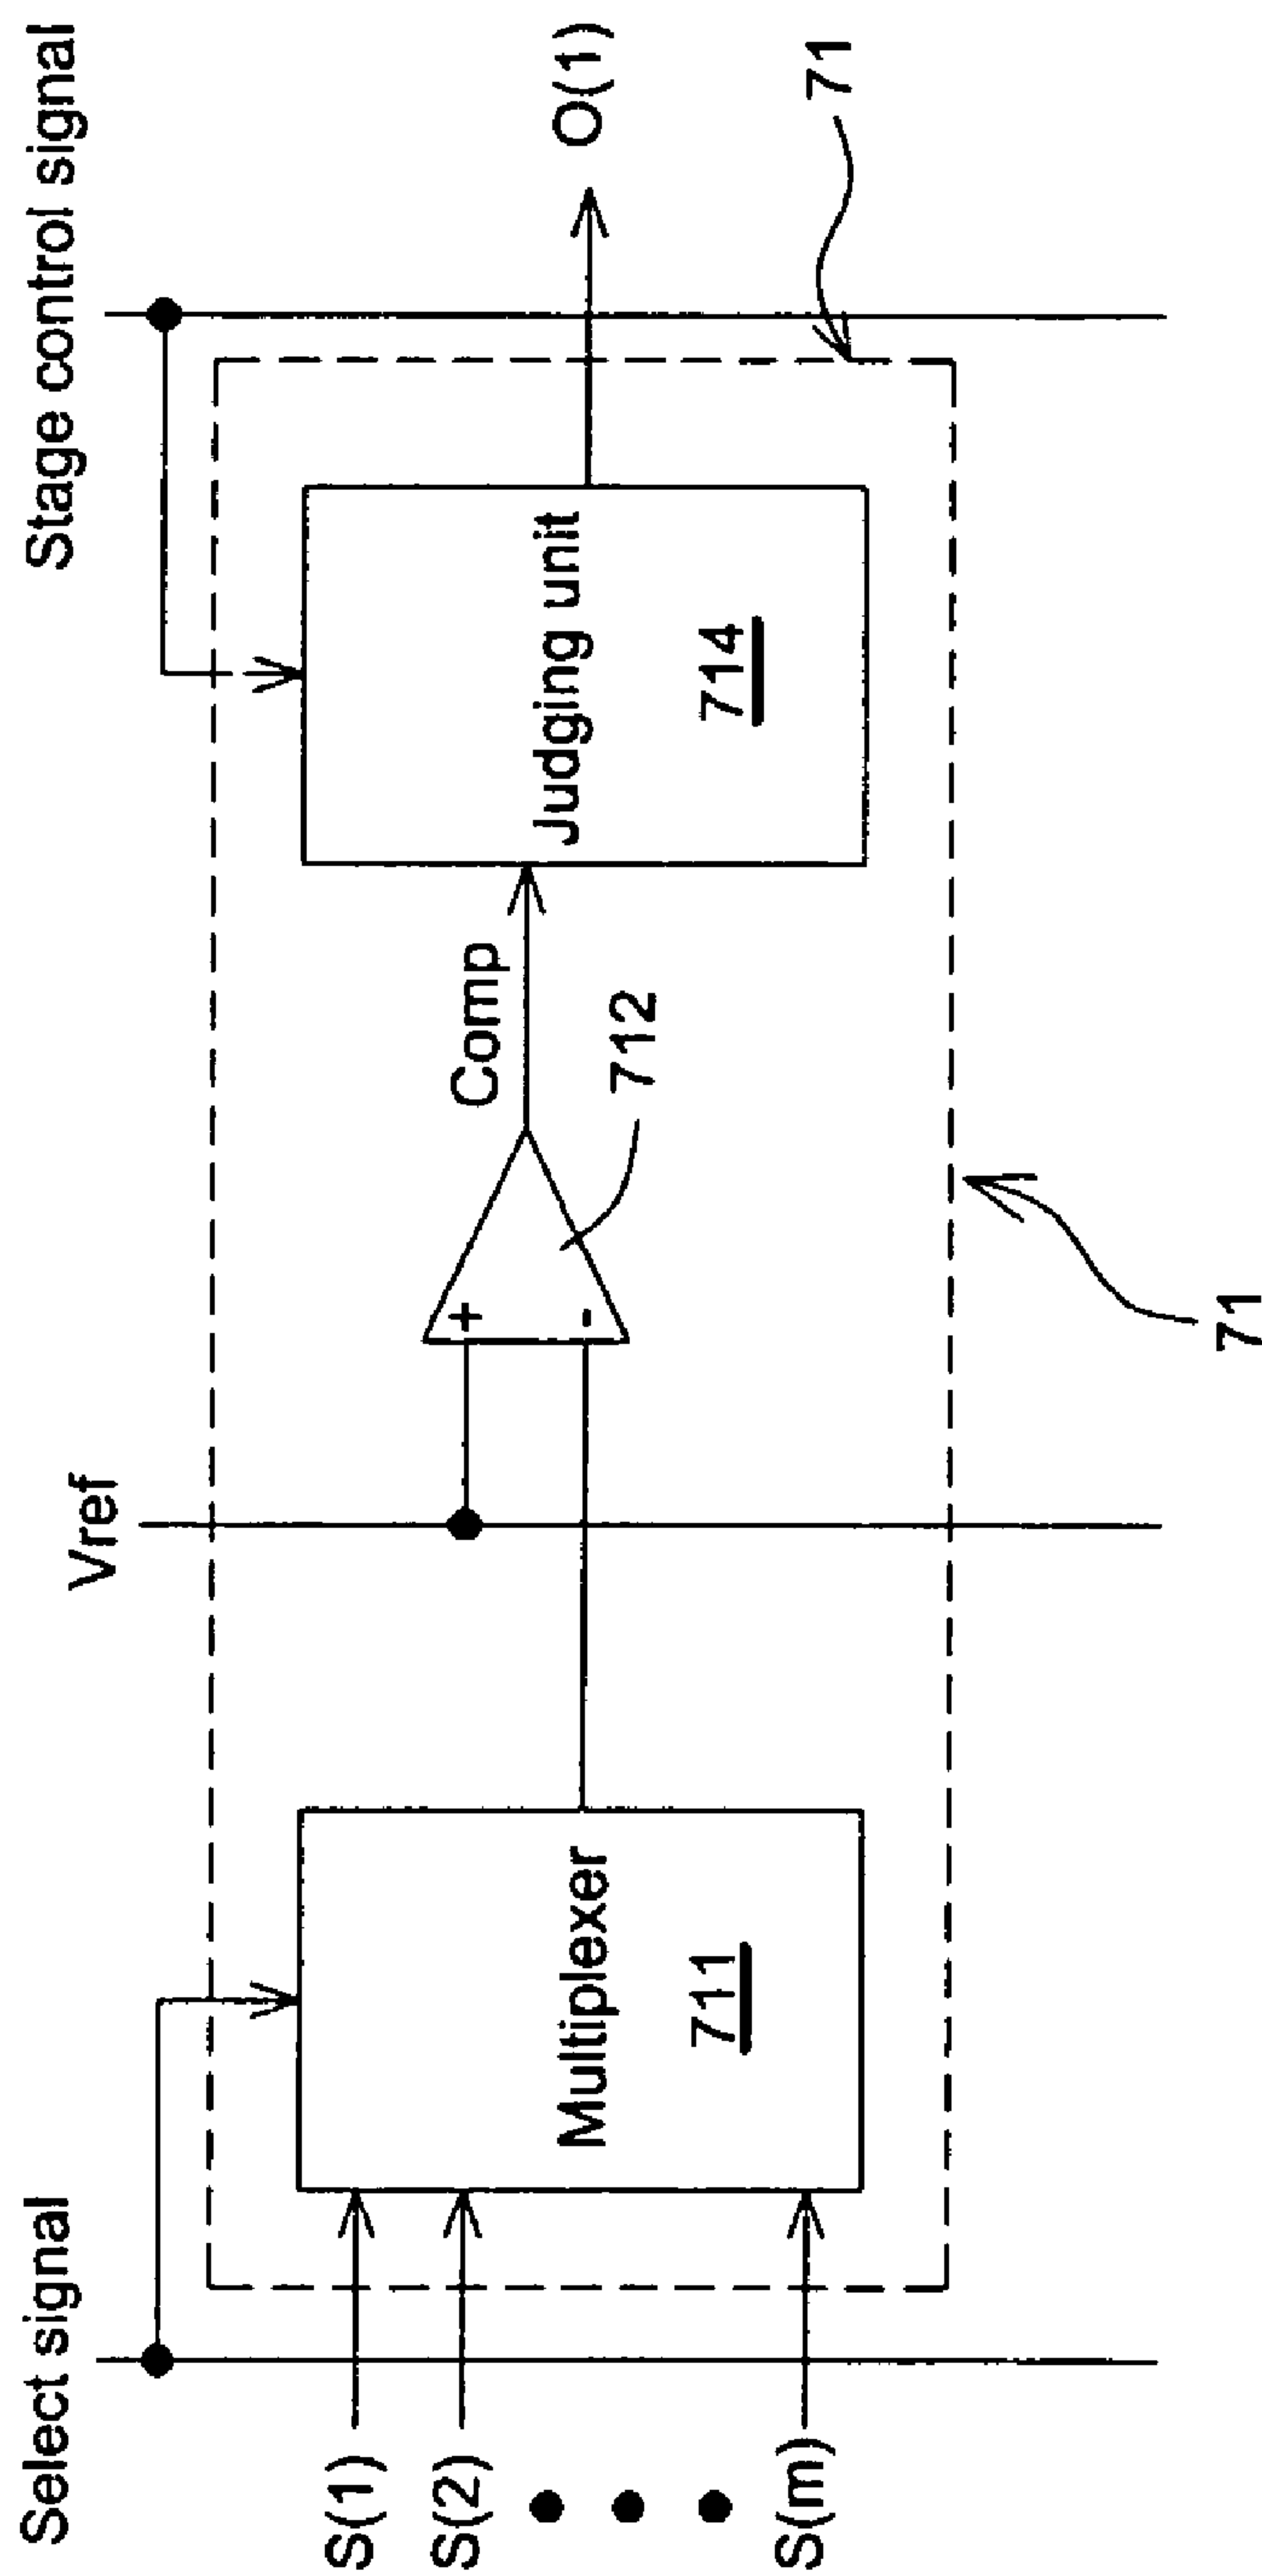 Select signal
Vref
Stage control signal
S(1)
S(2)
S(m)
Multiplexer
711
+
-
Comp
712
Judging unit
714
O(1)
71
71